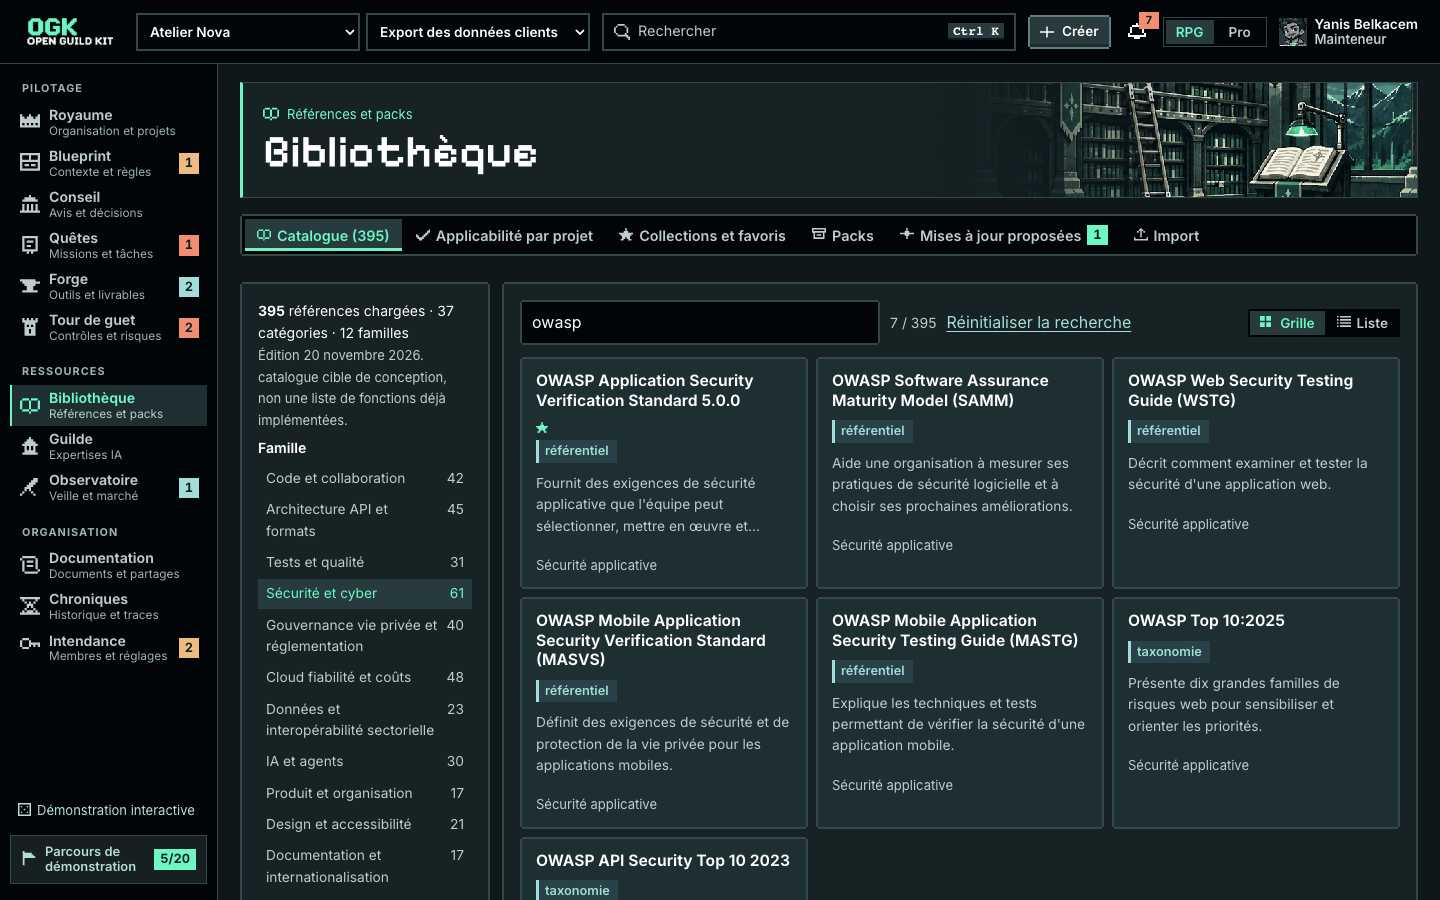 OGK
OPEN GUILD KIT
Atelier Nova
Export des données clients
Rechercher
Ctrl K
Créer
7
RPG
Pro
Yanis Belkacem
Mainteneur
PILOTAGE
Royaume
Organisation et projets
Blueprint
Contexte et règles
1
Conseil
Avis et décisions
Quêtes
Missions et tâches
1
Forge
Outils et livrables
2
Tour de guet
Contrôles et risques
2
RESSOURCES
Bibliothèque
Références et packs
Guilde
Expertises IA
Observatoire
Veille et marché
1
ORGANISATION
Documentation
Documents et partages
Chroniques
Historique et traces
Intendance
Membres et réglages
2
Démonstration interactive
Parcours de
démonstration
5/20
Références et packs
Bibliothèque
Catalogue (395)
Applicabilité par projet
Collections et favoris
Packs
Mises à jour proposées
1
Import
395 références chargées · 37
catégories · 12 familles
Édition 20 novembre 2026.
catalogue cible de conception,
non une liste de fonctions déjà
implémentées.
Famille
Code et collaboration 42
Architecture API et
formats
45
Tests et qualité 31
Sécurité et cyber 61
Gouvernance vie privée et
réglementation
40
Cloud fiabilité et coûts 48
Données et
interopérabilité sectorielle
23
IA et agents 30
Produit et organisation 17
Design et accessibilité 21
Documentation et
internationalisation
17
owasp
7 / 395
Réinitialiser la recherche
Grille
Liste
OWASP Application Security
Verification Standard 5.0.0
référentiel
Fournit des exigences de sécurité
applicative que l'équipe peut
sélectionner, mettre en œuvre et...
Sécurité applicative
OWASP Software Assurance
Maturity Model (SAMM)
référentiel
Aide une organisation à mesurer ses
pratiques de sécurité logicielle et à
choisir ses prochaines améliorations.
Sécurité applicative
OWASP Web Security Testing
Guide (WSTG)
référentiel
Décrit comment examiner et tester la
sécurité d'une application web.
Sécurité applicative
OWASP Mobile Application
Security Verification Standard
(MASVS)
référentiel
Définit des exigences de sécurité et de
protection de la vie privée pour les
applications mobiles.
Sécurité applicative
OWASP Mobile Application
Security Testing Guide (MASTG)
référentiel
Explique les techniques et tests
permettant de vérifier la sécurité d'une
application mobile.
Sécurité applicative
OWASP Top 10:2025
taxonomie
Présente dix grandes familles de
risques web pour sensibiliser et
orienter les priorités.
Sécurité applicative
OWASP API Security Top 10 2023
taxonomie